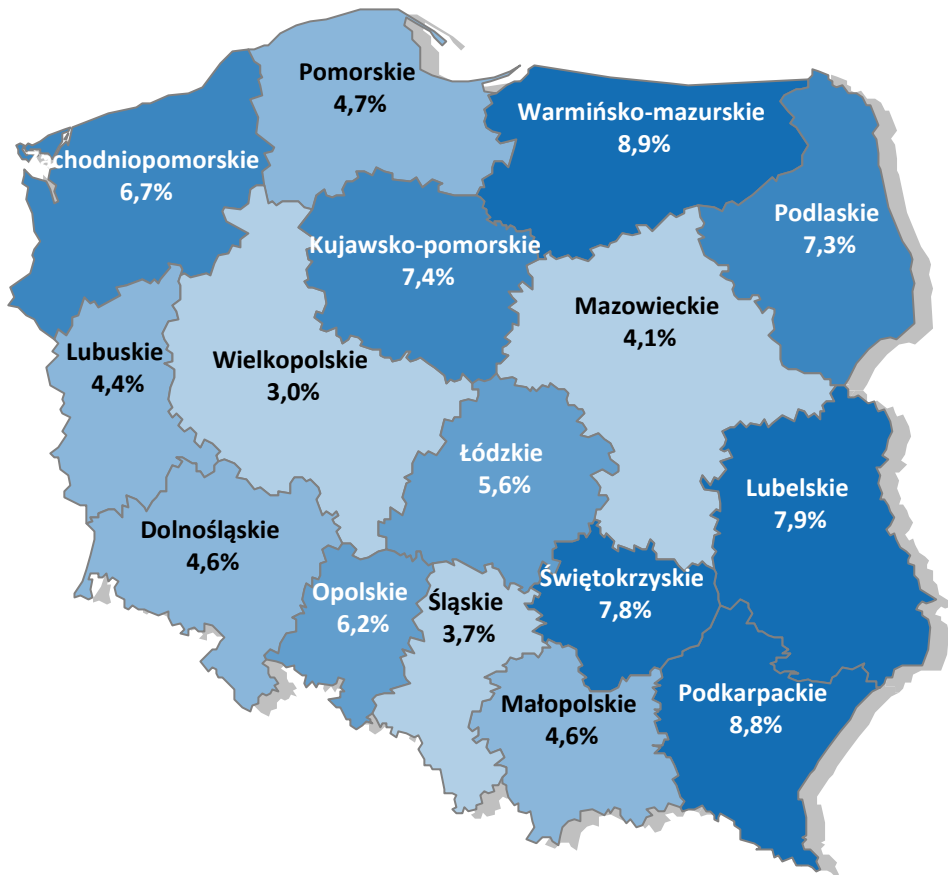 Pomorskie
4,7%
Warmińsko-mazurskie
8,9%
Zachodniopomorskie
6,7%
Podlaskie
7,3%
Kujawsko-pomorskie
7,4%
Mazowieckie
4,1%
Lubuskie
4,4%
Wielkopolskie
3,0%
Łódzkie
5,6%
Lubelskie
7,9%
Dolnośląskie
4,6%
Opolskie
6,2%
Śląskie
3,7%
Świętokrzyskie
7,8%
Małopolskie
4,6%
Podkarpackie
8,8%